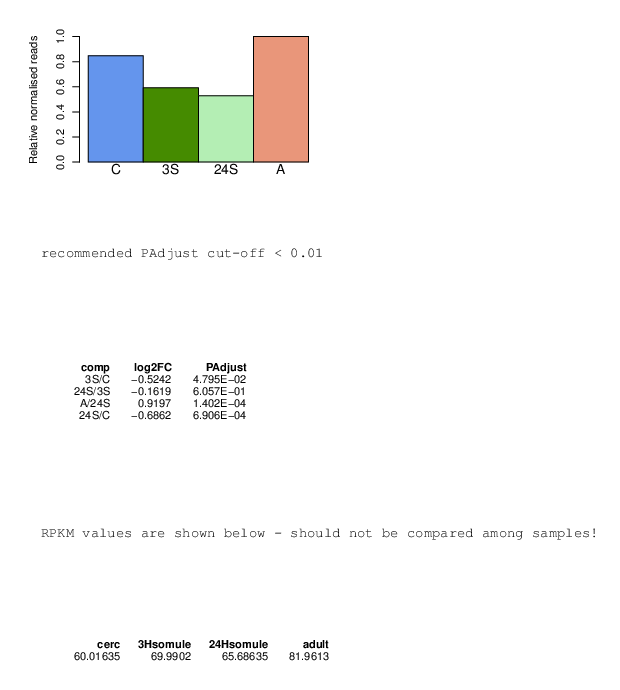 Relative normalised reads
1.0
0.8
0.6
0.4
0.2
0.0
C 3S 24S A
recommended PAdjust cut-off < 0.01
comp log2FC PAdjust
3S/C −0.5242 4.795E−02
24S/3S −0.1619 6.057E−01
A/24S 0.9197 1.402E−04
24S/C −0.6862 6.906E−04
RPKM values are shown below - should not be compared among samples!
cerc 3Hsomule 24Hsomule adult
60.01635 69.9902 65.68635 81.9613